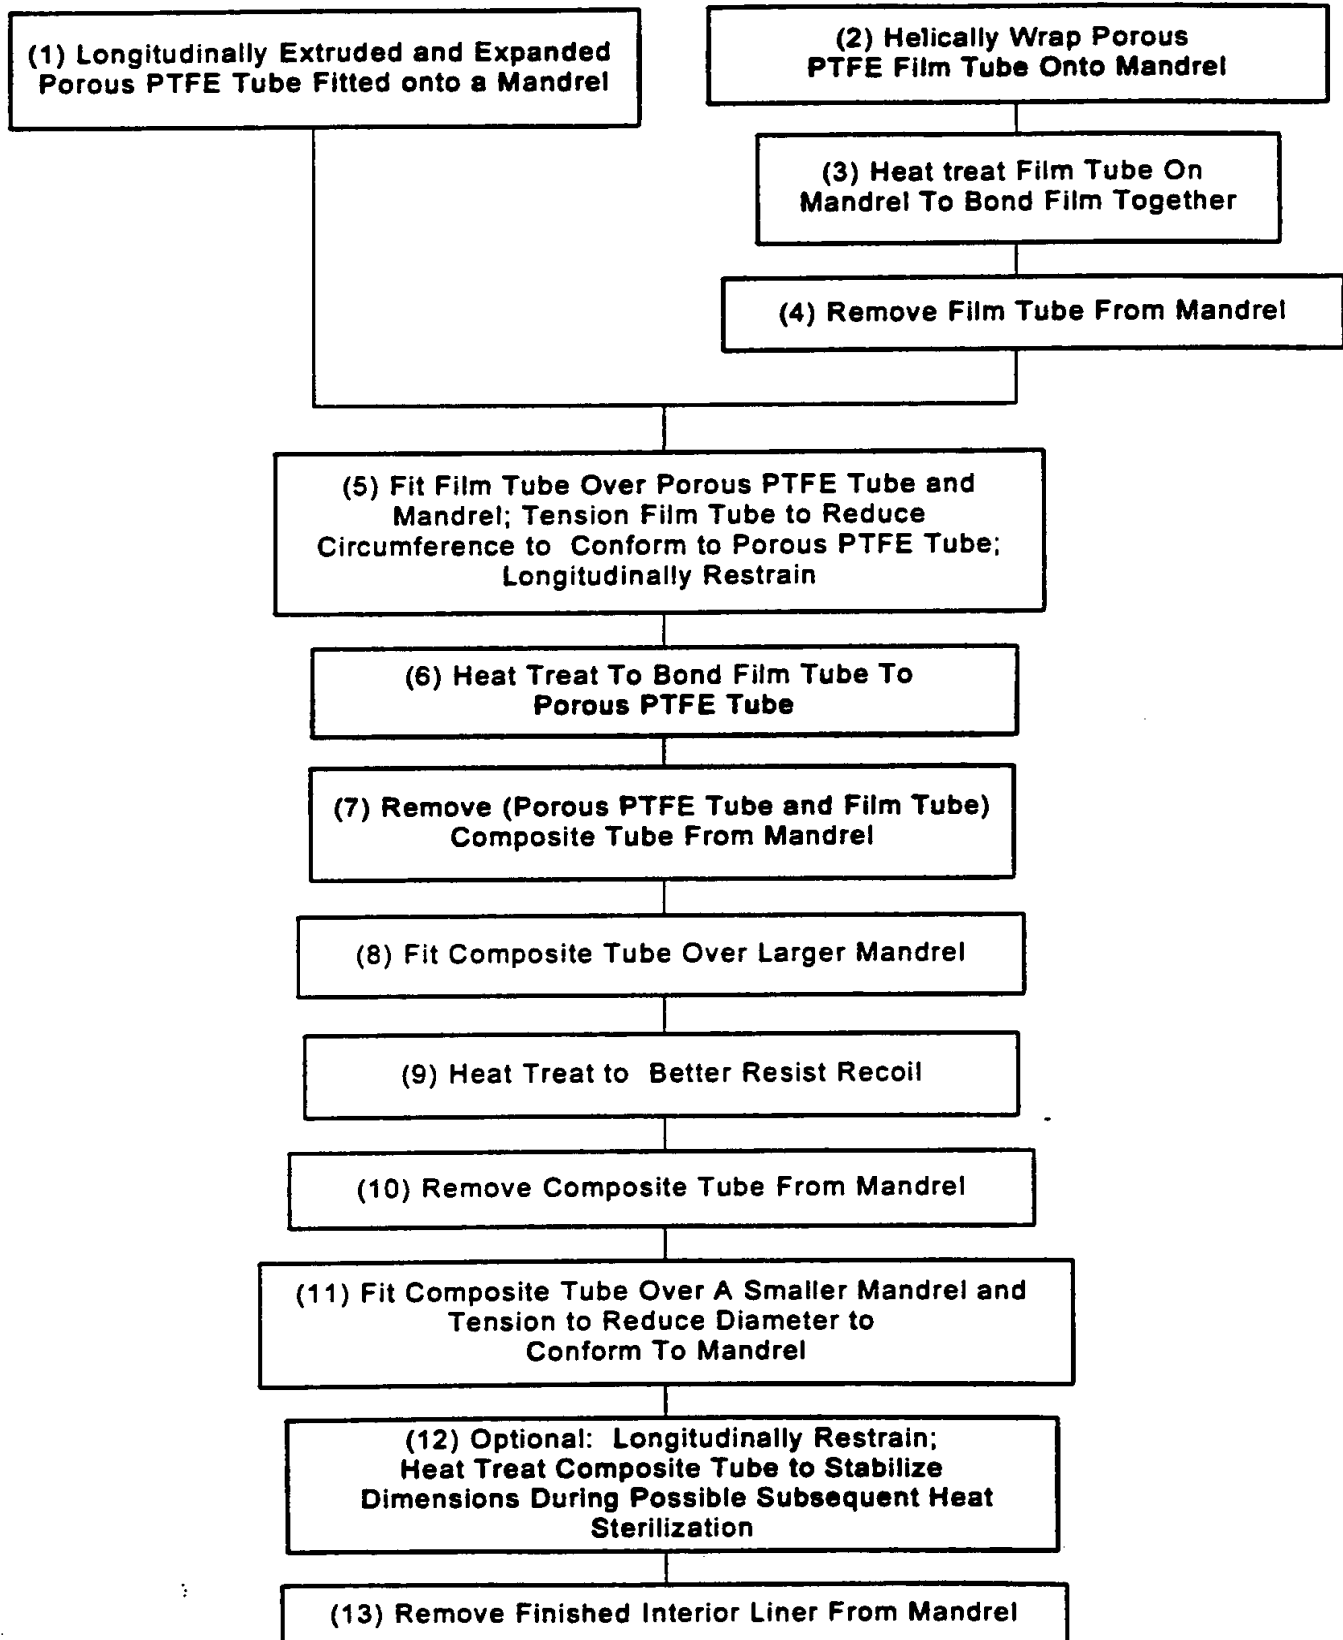 (1) Longitudinally Extruded and Expanded
Porous PTFE Tube Fitted onto a Mandrel
(2) Helically Wrap Porous
PTFE Film Tube Onto Mandrel
(3) Heat treat Film Tube On
Mandrel To Bond Film Together
(4) Remove Film Tube From Mandrel
(5) Fit Film Tube Over Porous PTFE Tube and
Mandrel; Tension Film Tube to Reduce
Circumference to Conform to Porous PTFE Tube;
Longitudinally Restrain
(6) Heat Treat To Bond Film Tube To
Porous PTFE Tube
(7) Remove (Porous PTFE Tube and Film Tube)
Composite Tube From Mandrel
(8) Fit Composite Tube Over Larger Mandrel
(9) Heat Treat to Better Resist Recoil
(10) Remove Composite Tube From Mandrel
(11) Fit Composite Tube Over A Smaller Mandrel and
Tension to Reduce Diameter to
Conform To Mandrel
(12) Optional: Longitudinally Restrain;
Heat Treat Composite Tube to Stabilize
Dimensions During Possible Subsequent Heat
Sterilization
(13) Remove Finished Interior Liner From Mandrel